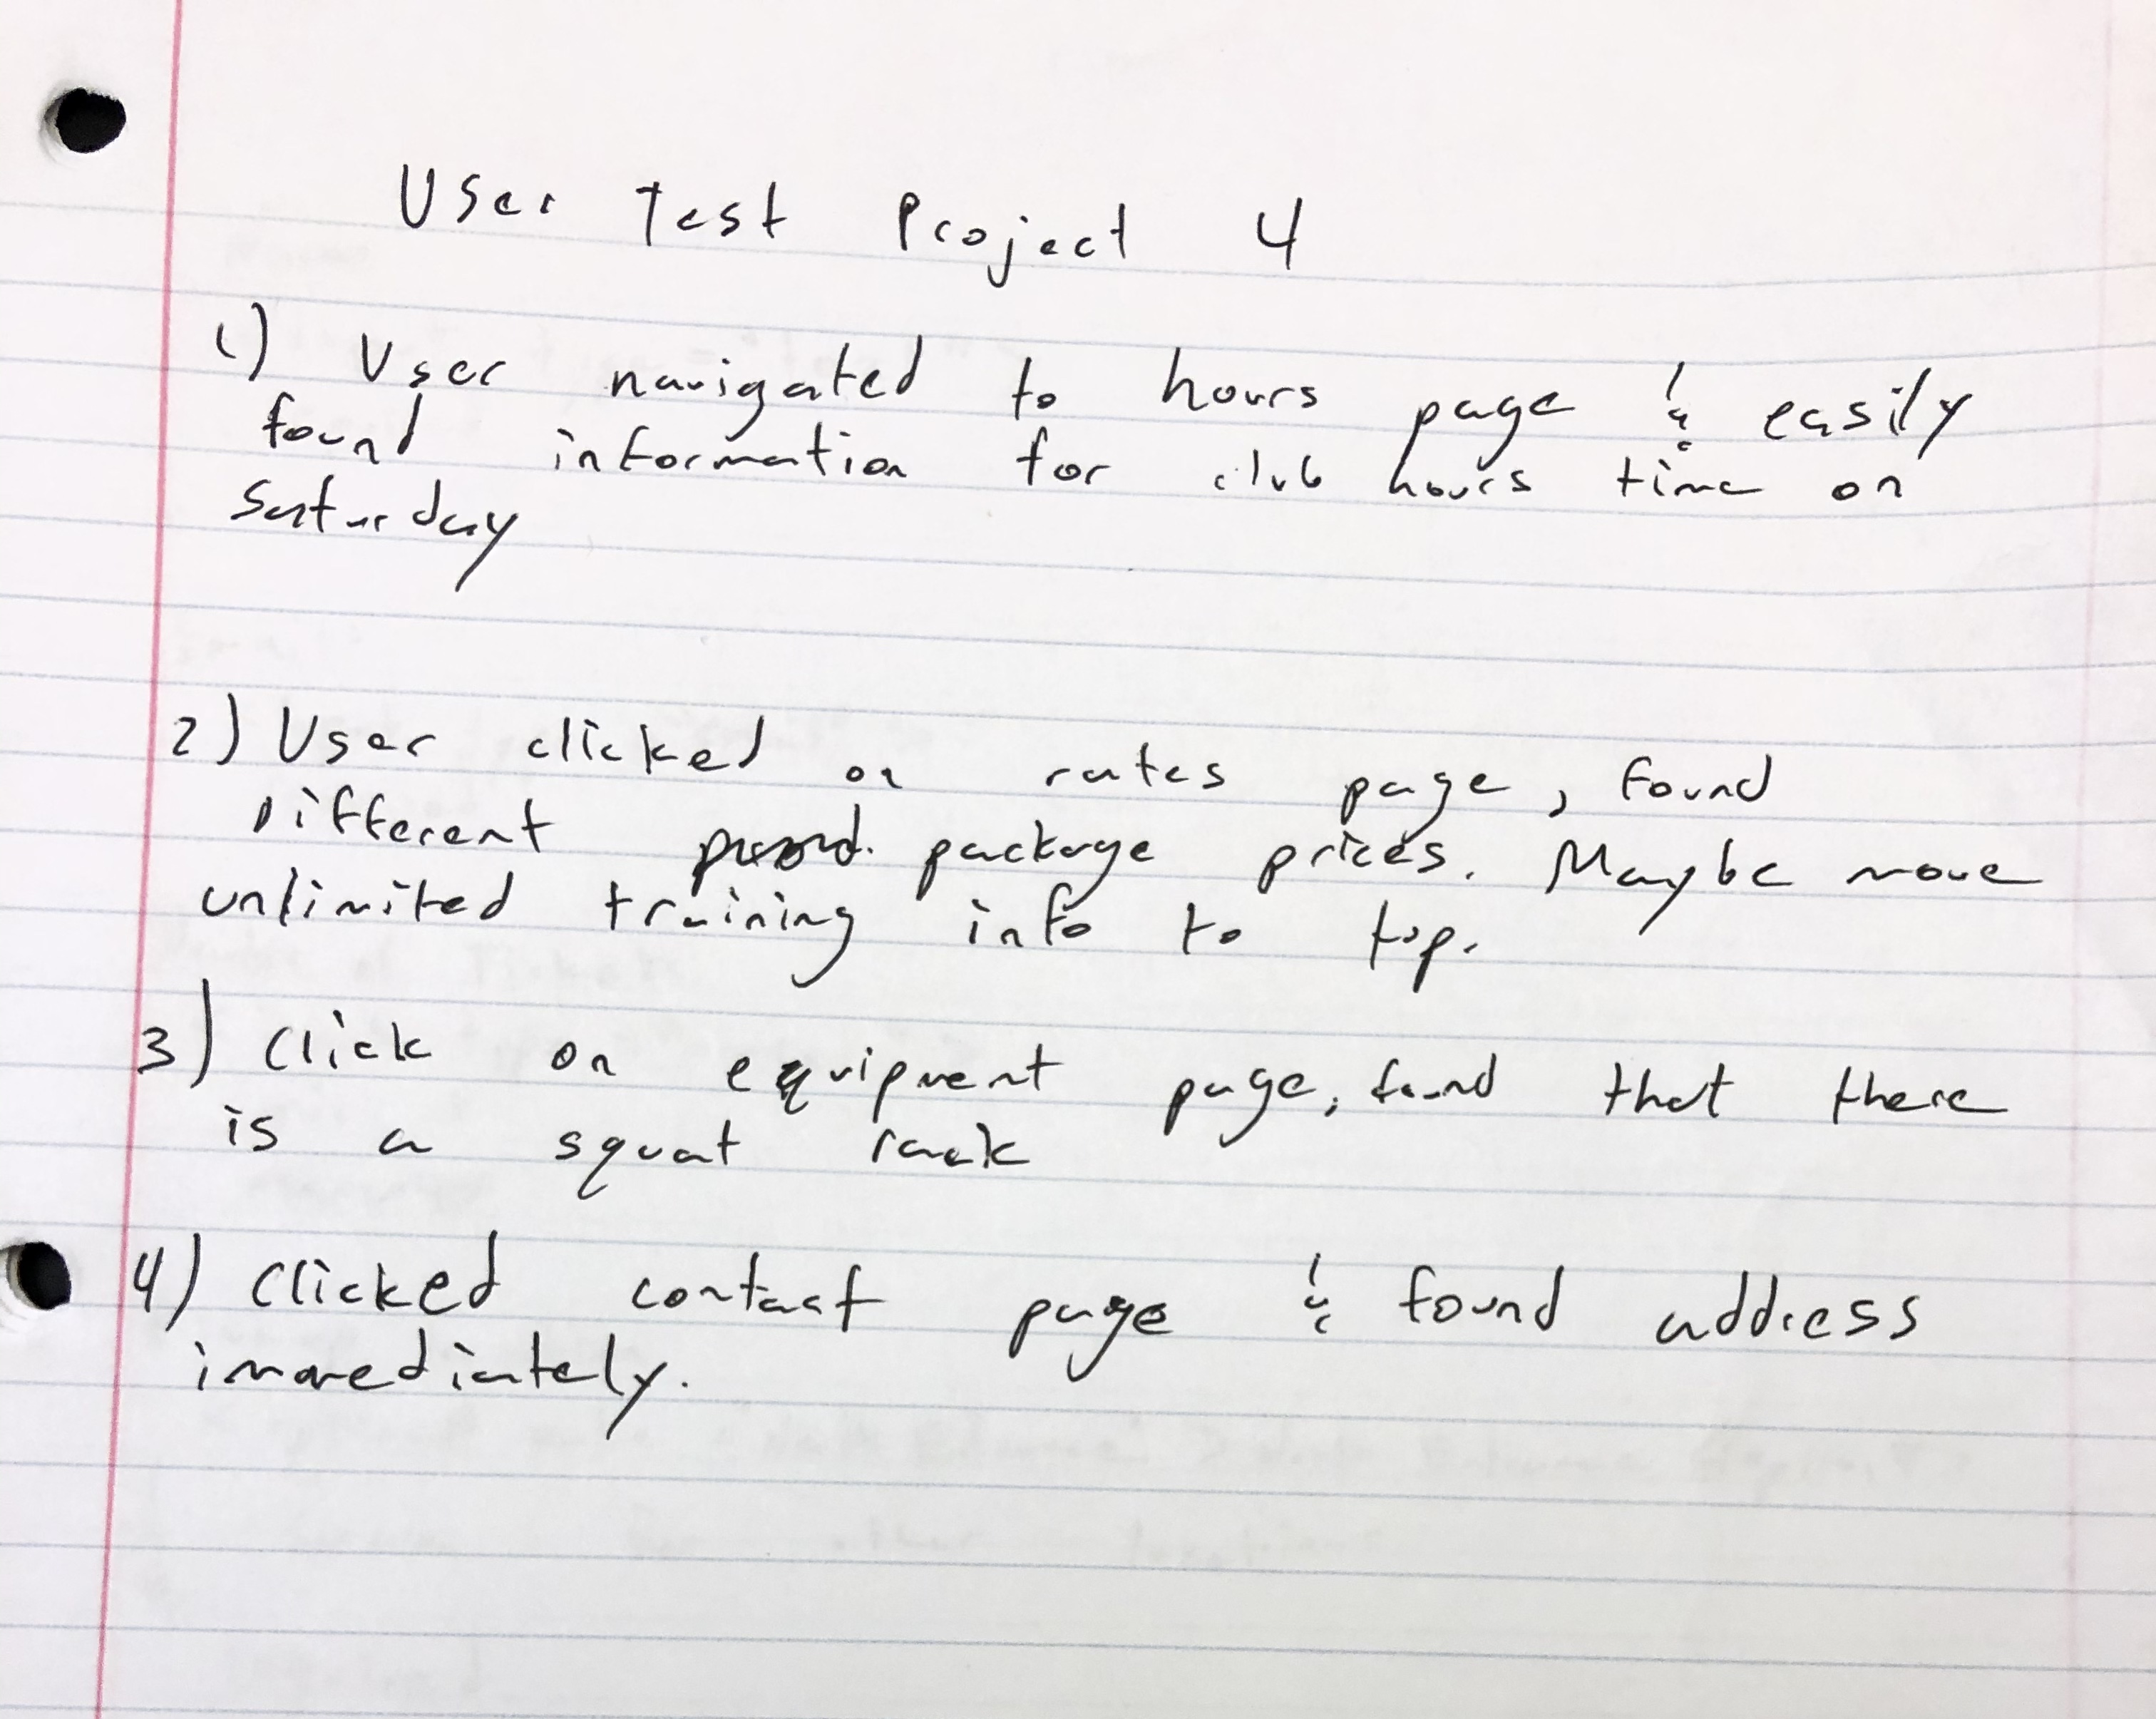 User Test Project 4
1) User navigated to hours page & easily
found information for club hours time on
Saturday
2) User clicked on rates page, found
different package prices. Maybe move
unlimited training info to top.
3) Click on equipment page, found that there
is a squat rack
4) Clicked contact page & found address
immediately.